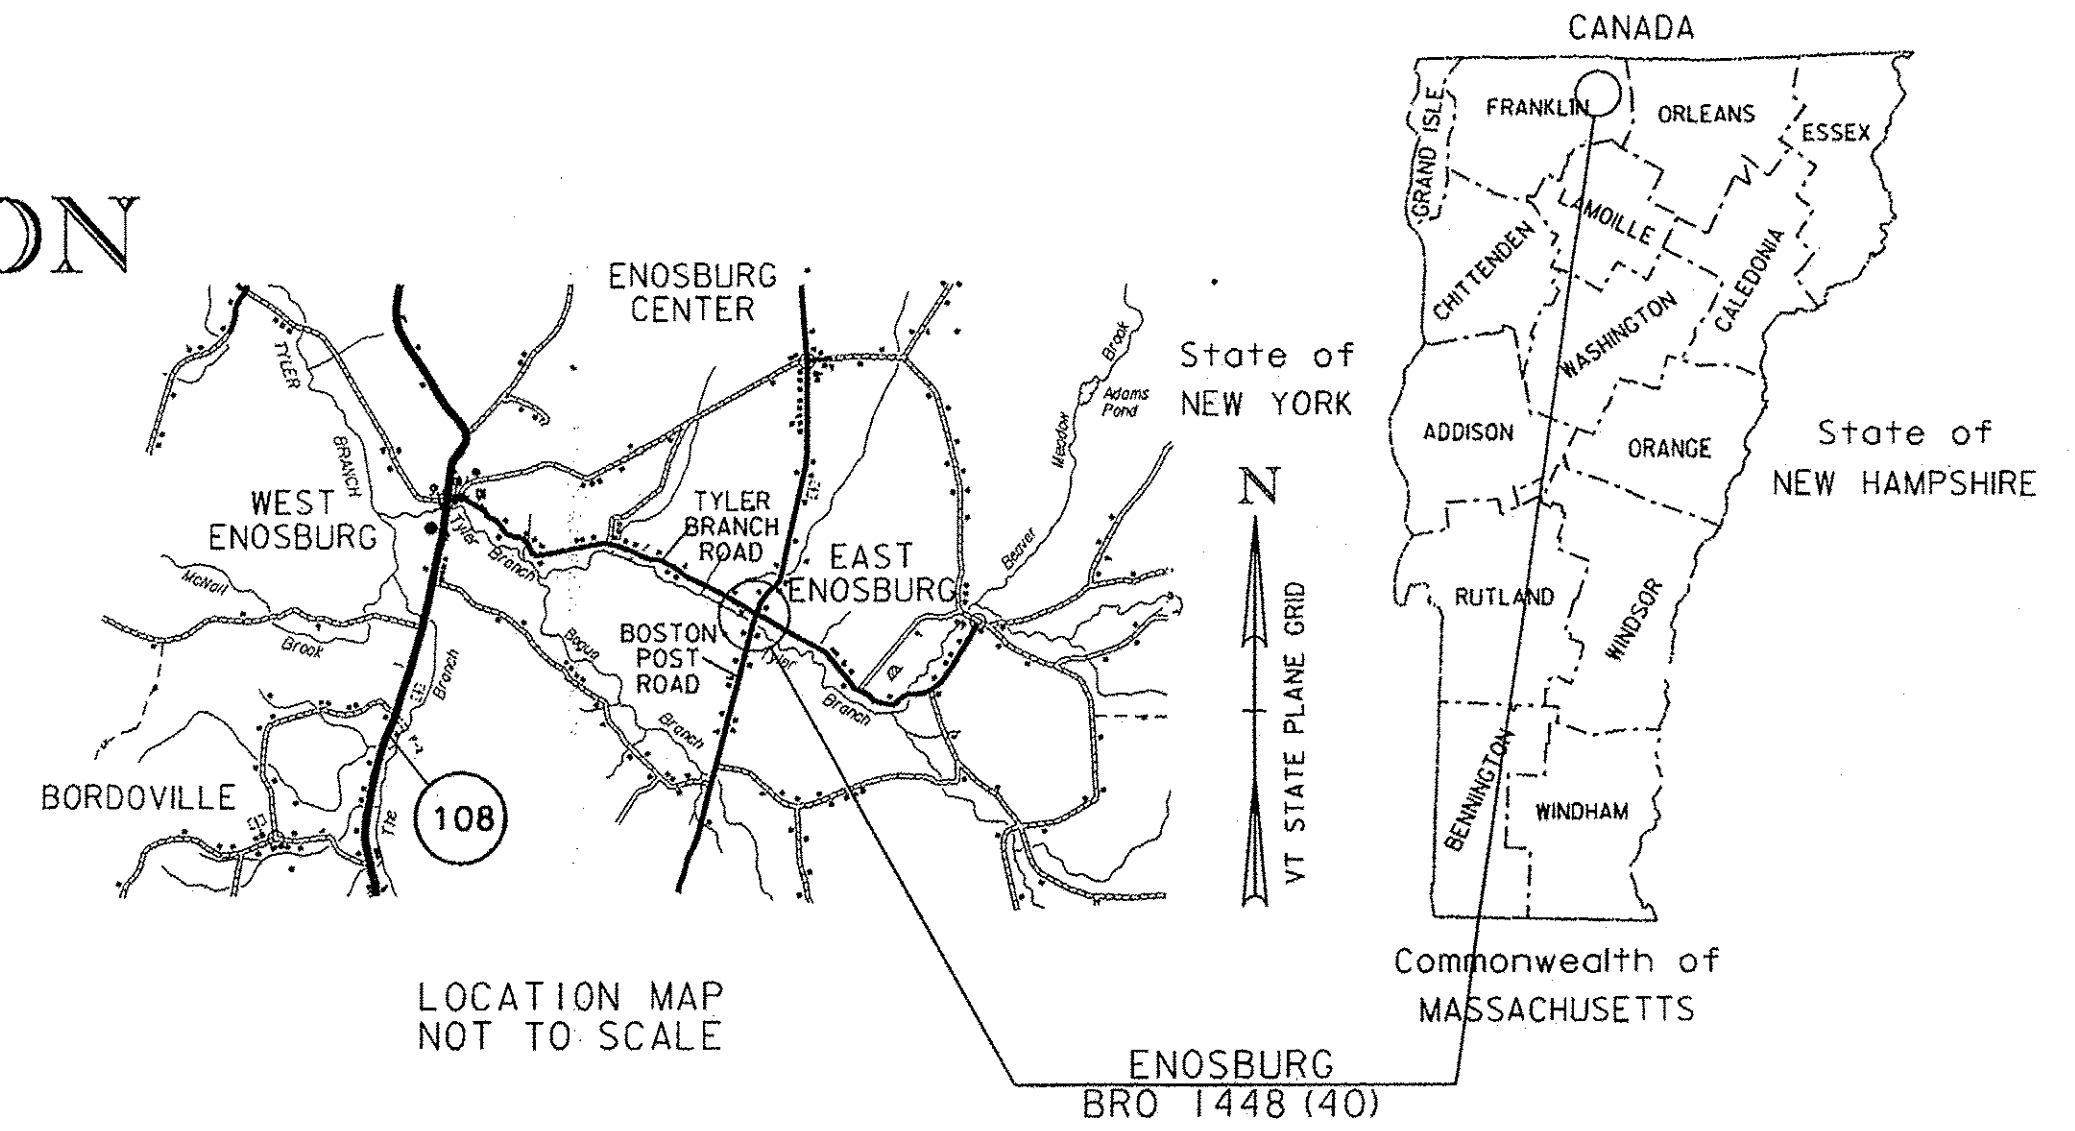 ON
ENOSBURG
CENTER
TYLER
BRANCH
WEST
ENOSBURG
Tyler
Branch
TYLER
BRANCH
ROAD
EAST
ENOSBURG
McNall
Brook
Bogue
Branch
BOSTON
POST
ROAD
Tyler
Branch
Beaver
Meadow
Brook
Adams
Pond
BORDOVILLE
The
Branch
108
LOCATION MAP
NOT TO SCALE
N
VT STATE PLANE GRID
State of
NEW YORK
CANADA
GRAND ISLE
FRANKLIN
ORLEANS
ESSEX
LAMOILLE
CHITTENDEN
WASHINGTON
CALEDONIA
ADDISON
ORANGE
RUTLAND
WINDSOR
BENNINGTON
WINDHAM
State of
NEW HAMPSHIRE
Commonwealth of
MASSACHUSETTS
ENOSBURG
BRO 1448 (40)